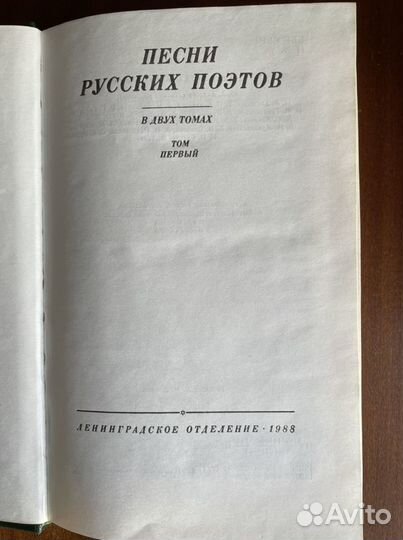 ПЕСНИ
РУССКИХ ПОЭТОВ
В ДВУХ ТОМАХ
ТОМ
ПЕРВЫЙ
ЛЕНИНГРАДСКОЕ ОТДЕЛЕНИЕ · 1988
Avito